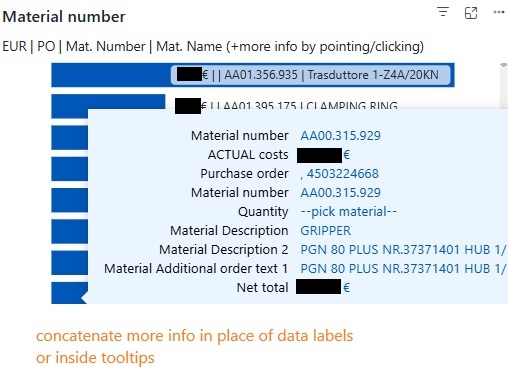 Material number
EUR | PO | Mat. Number | Mat. Name (+more info by pointing/clicking)
€ | | AA01.356.935 | Trasduttore 1-Z4A/20KN
€ | | AA01.395.175 | CLAMPING RING
Material number AA00.315.929
ACTUAL costs €
Purchase order , 4503224668
Material number AA00.315.929
Quantity --pick material--
Material Description GRIPPER
Material Description 2 PGN 80 PLUS NR.37371401 HUB 1/
Material Additional order text 1 PGN 80 PLUS NR.37371401 HUB 1/
Net total €
concatenate more info in place of data labels
or inside tooltips